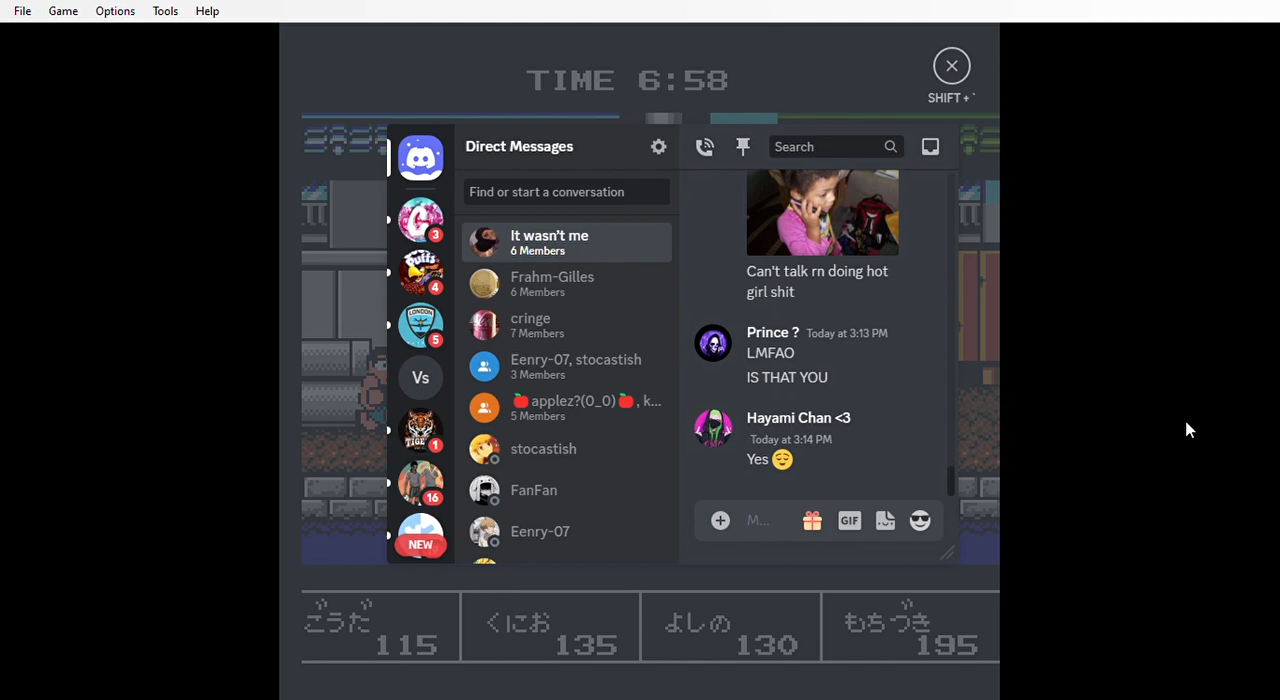 File Game Options Tools Help
TIME 6:58
SHIFT + `
Direct Messages
Search
Find or start a conversation
It wasn't me
6 Members
Frahm-Gilles
6 Members
cringe
7 Members
Eenry-07, stocastish
3 Members
🍎applez?(0_0)🍎, k...
5 Members
stocastish
FanFan
Eenry-07
3
Puffs
4
LONDON
5
Vs
TIGE
1
16
NEW
Can't talk rn doing hot
girl shit
Prince ? Today at 3:13 PM
LMFAO
IS THAT YOU
Hayami Chan <3
Today at 3:14 PM
Yes 😌
M...
GIF
ごうだ 115
くにお 135
よしの 130
もちづき 195